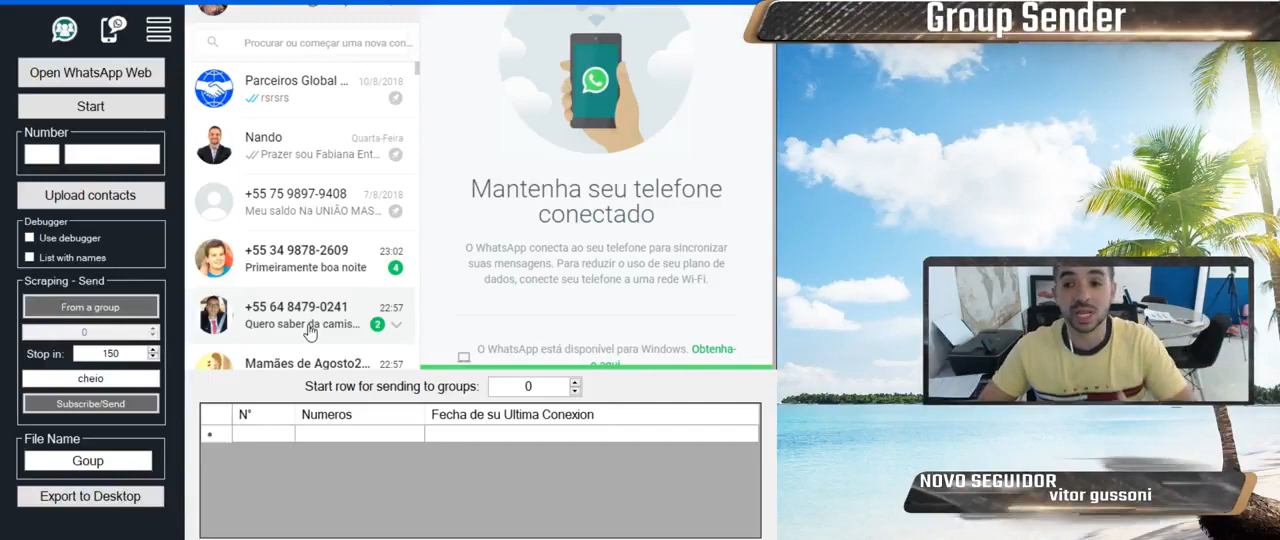 Group Sender
Open WhatsApp Web
Start
Number
Upload contacts
Debugger
Use debugger
List with names
Scraping - Send
From a group
0
Stop in: 150
cheio
Subscribe/Send
File Name
Goup
Export to Desktop
Procurar ou começar uma nova con...
Parceiros Global ... 10/8/2018
rsrsrs
Nando Quarta-Feira
Prazer sou Fabiana Ent...
+55 75 9897-9408 7/8/2018
Meu saldo Na UNIÃO MAS...
+55 34 9878-2609 23:02
Primeiramente boa noite 4
+55 64 8479-0241 22:57
Quero saber da camis... 2
Mamães de Agosto2... 22:57
Mantenha seu telefone
conectado
O WhatsApp conecta ao seu telefone para sincronizar
suas mensagens. Para reduzir o uso de seu plano de
dados, conecte seu telefone a uma rede Wi-Fi.
O WhatsApp está disponível para Windows. Obtenha-
o aqui
Start row for sending to groups: 0
N° Numeros Fecha de su Ultima Conexion
NOVO SEGUIDOR
vitor gussoni